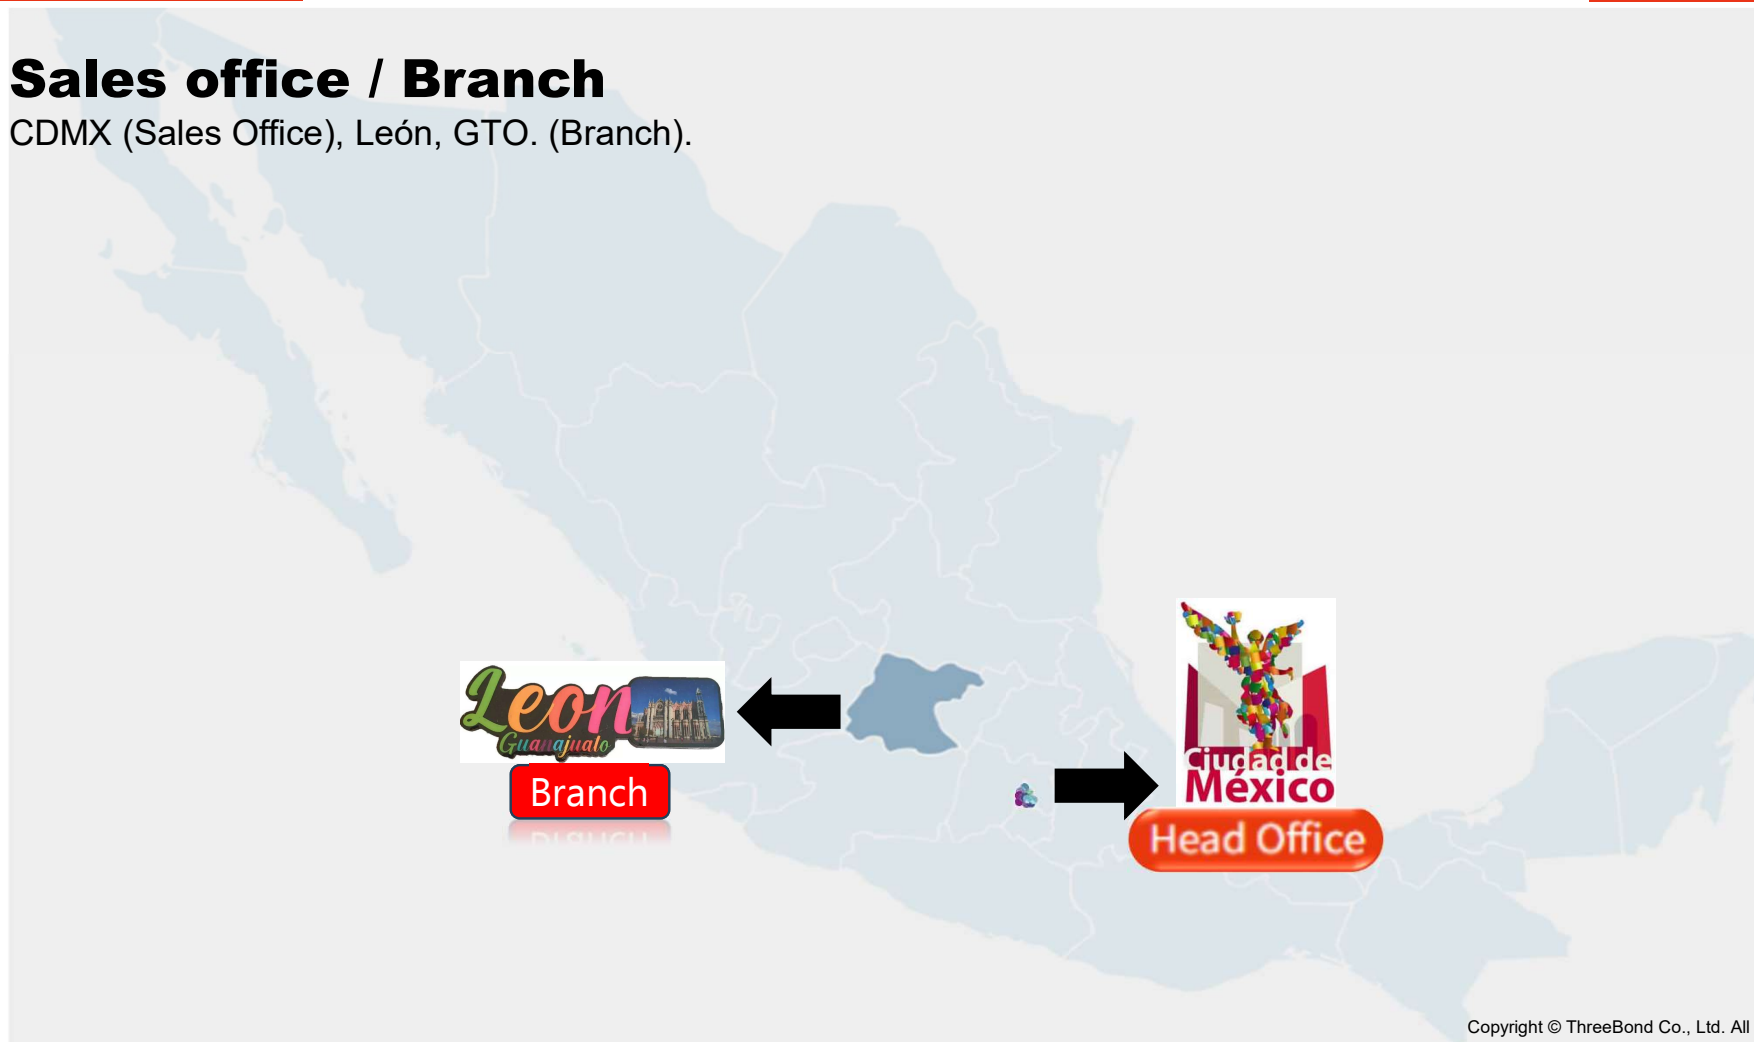 Sales office / Branch
CDMX (Sales Office), León, GTO. (Branch).
Leon
Guanajuato
Branch
Ciudad de
México
Head Office
Copyright © ThreeBond Co., Ltd. All